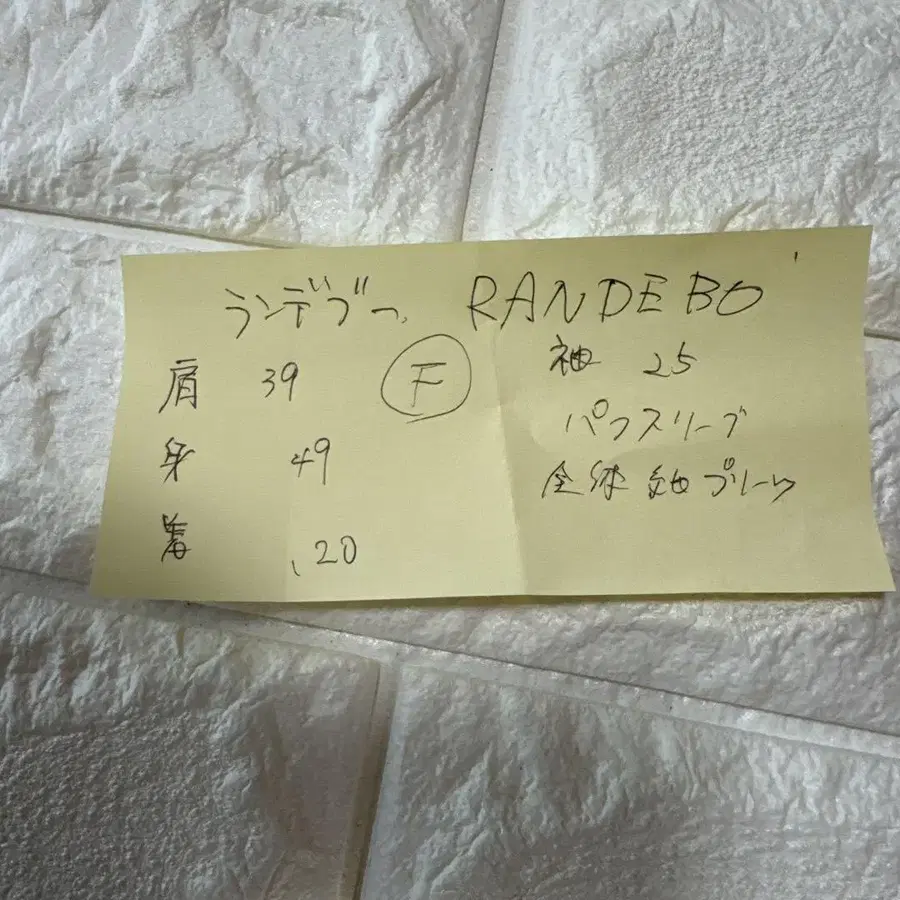 ランデブー RANDEBO
肩 39
F
身 49
着 120
袖 25
パフスリーブ
全体 細プリーツ